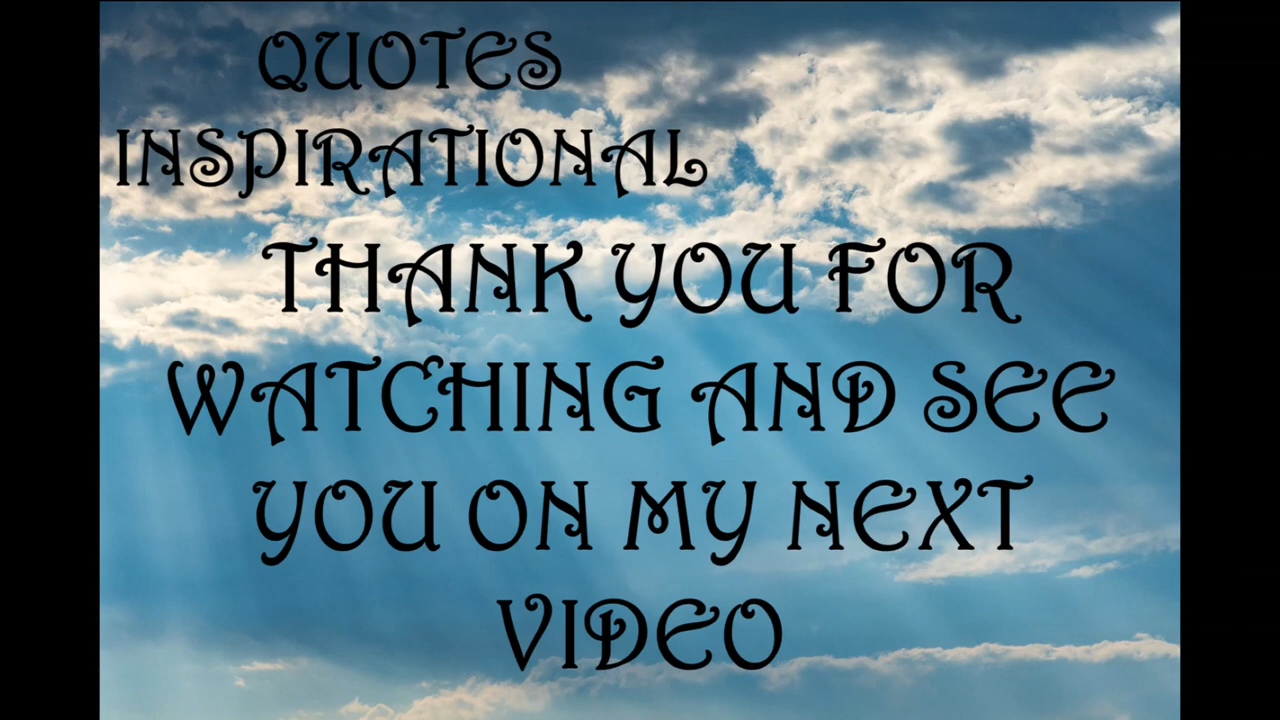 QUOTES
INSPIRATIONAL
THANK YOU FOR
WATCHING AND SEE
YOU ON MY NEXT
VIDEO